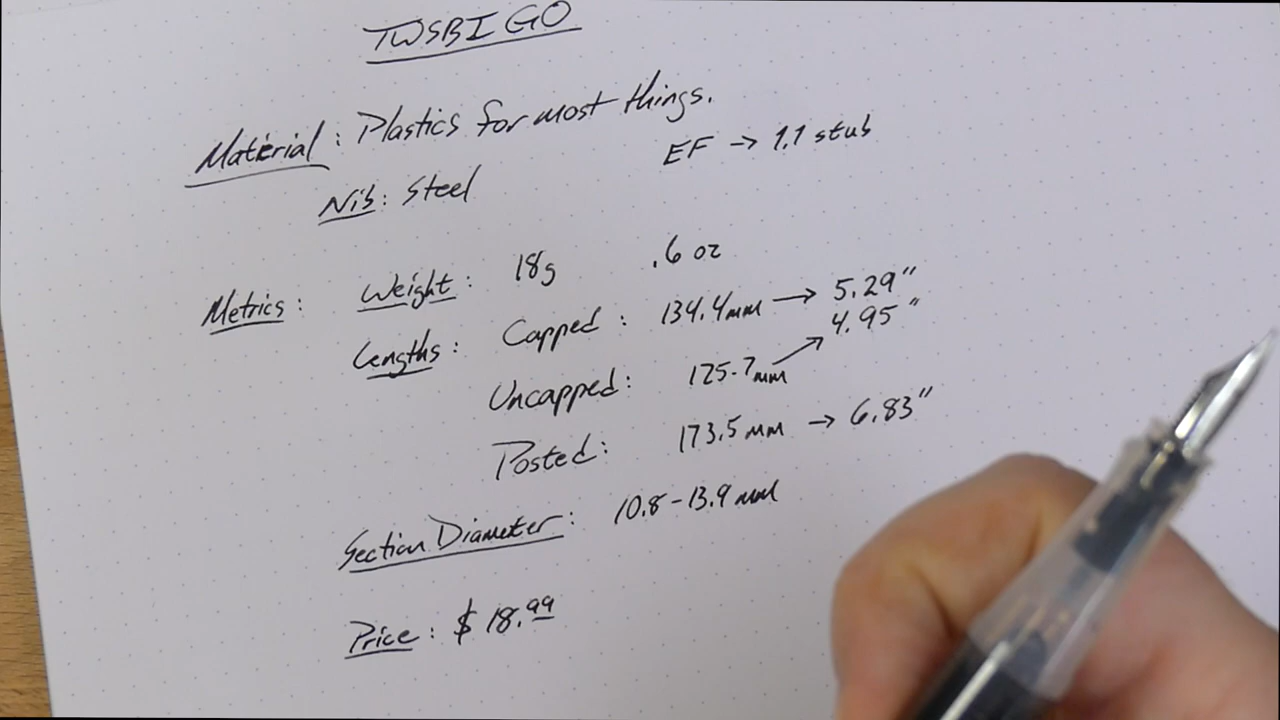 TWSBI GO
Material: Plastics for most things.
Nib: Steel EF → 1.1 stub
Metrics: Weight: 18g .6 oz
Lengths: Capped: 134.4mm → 5.29"
Uncapped: 125.7mm → 4.95"
Posted: 173.5mm → 6.83"
Section Diameter: 10.8-13.9mm
Price: $18.99